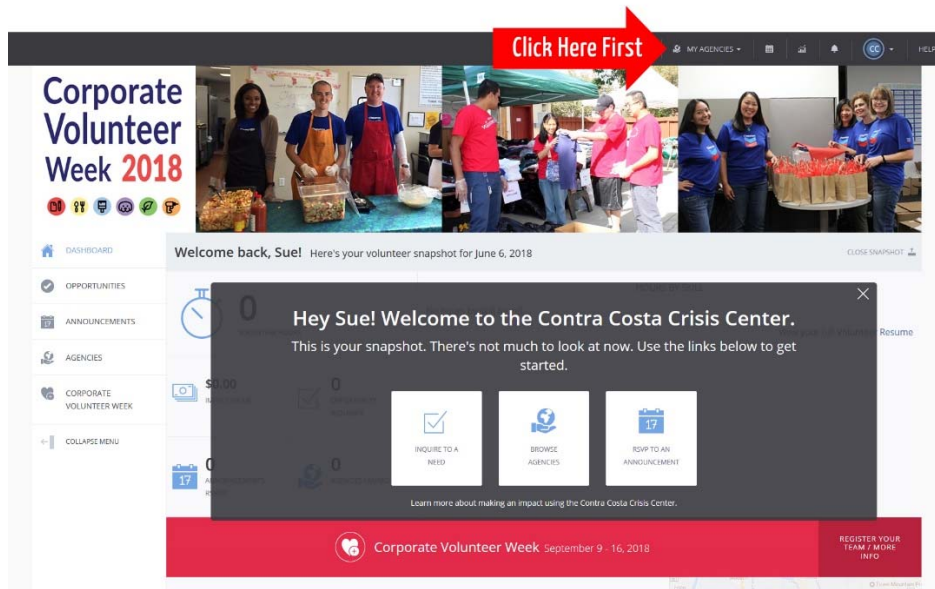 Click Here First
MY AGENCIES
CC
HELP
Corporate
Volunteer
Week 2018
DASHBOARD
OPPORTUNITIES
17
ANNOUNCEMENTS
AGENCIES
CORPORATE
VOLUNTEER WEEK
COLLAPSE MENU
Welcome back, Sue! Here's your volunteer snapshot for June 6, 2018
CLOSE SNAPSHOT
0
Resume
Hey Sue! Welcome to the Contra Costa Crisis Center.
This is your snapshot. There's not much to look at now. Use the links below to get
started.
$0.00
0
INQUIRE TO A
NEED
BROWSE
AGENCIES
17
RSVP TO AN
ANNOUNCEMENT
17
0
0
Learn more about making an impact using the Contra Costa Crisis Center.
Corporate Volunteer Week September 9 - 16, 2018
REGISTER YOUR
TEAM / MORE
INFO